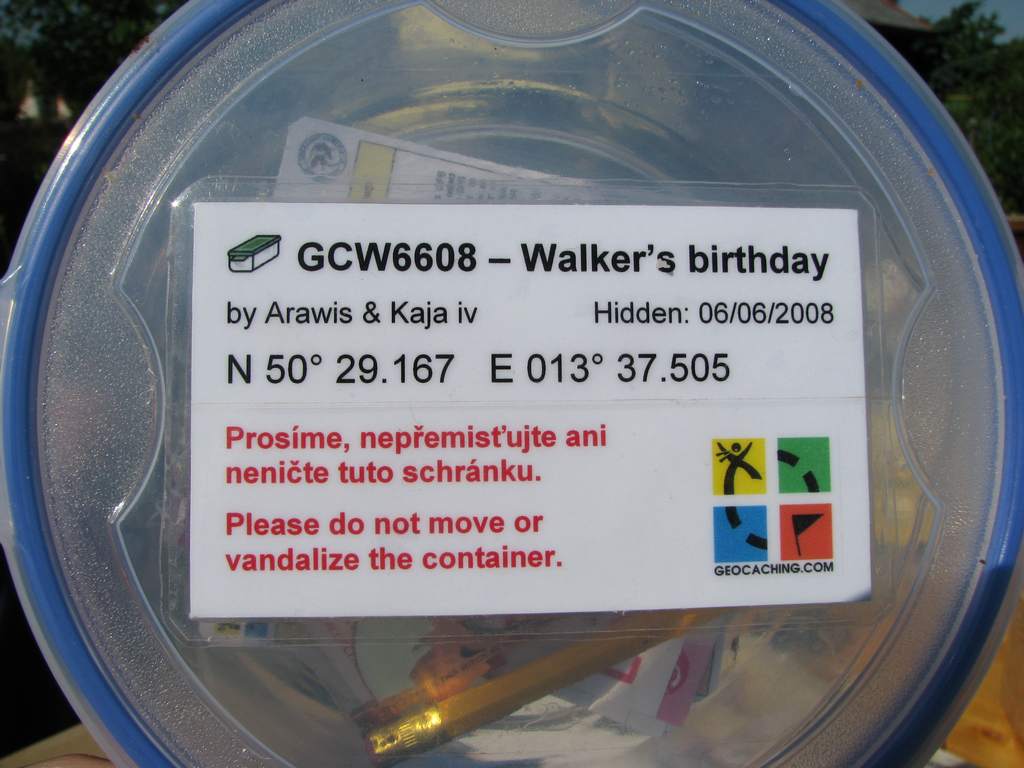 GCW6608 – Walker's birthday
by Arawis & Kaja iv Hidden: 06/06/2008
N 50° 29.167 E 013° 37.505
Prosíme, nepřemisťujte ani
neničte tuto schránku.
Please do not move or
vandalize the container.
GEOCACHING.COM